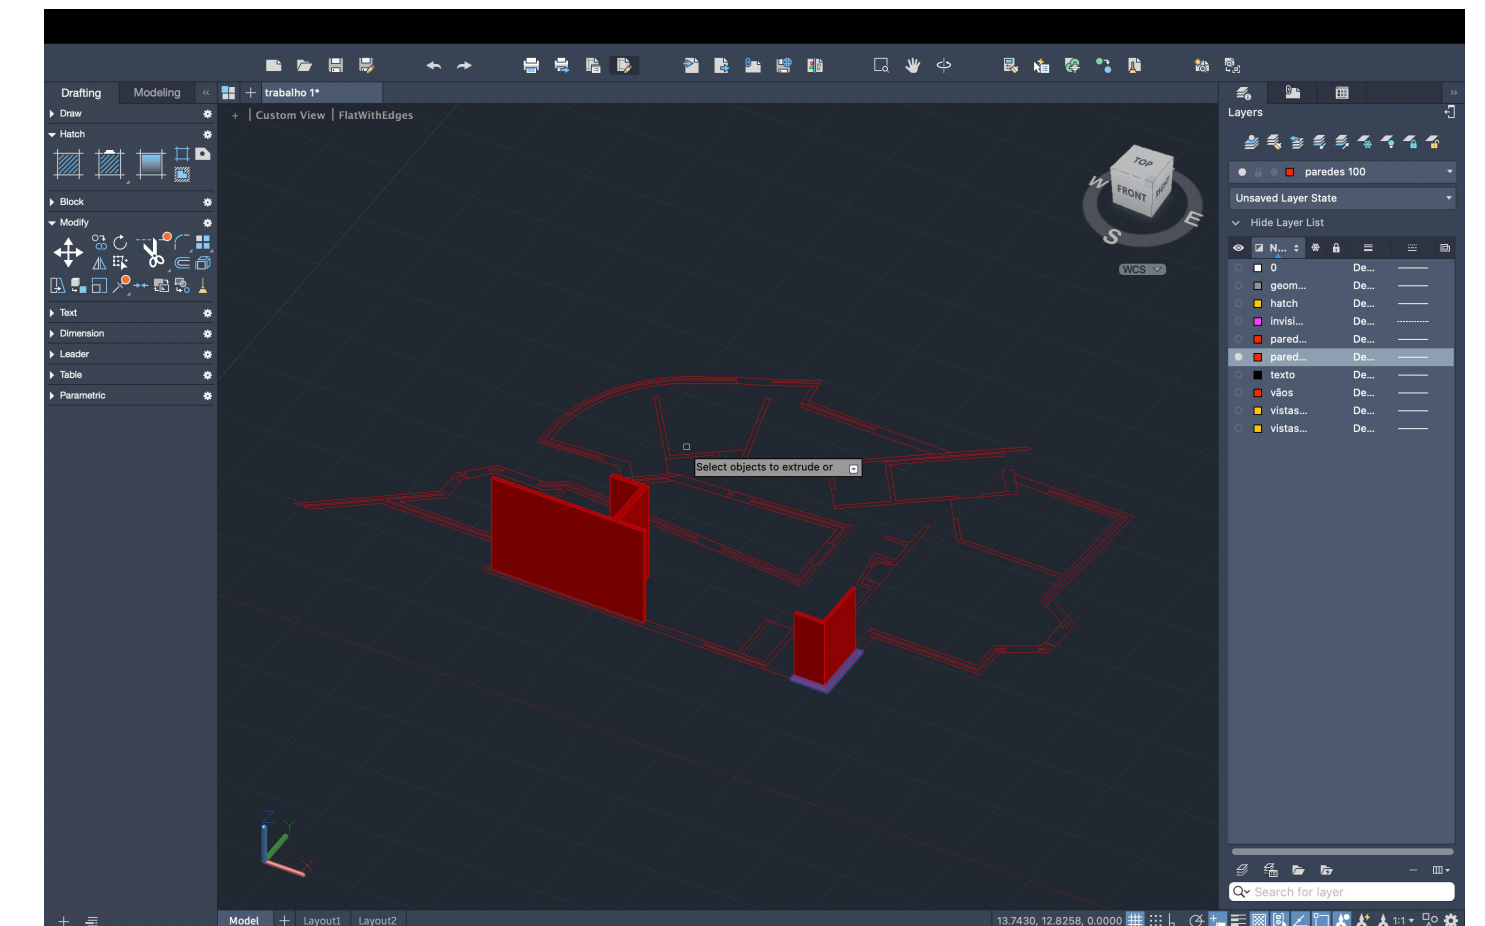 Drafting Modeling
trabalho 1*
Draw
Hatch
Block
Modify
Text
Dimension
Leader
Table
Parametric
+ | Custom View | FlatWithEdges
TOP
FRONT
W
S
E
WCS
Select objects to extrude or
Z
Y
X
Layers
paredes 100
Unsaved Layer State
Hide Layer List
N...
0 De...
geom... De...
hatch De...
invisi... De...
pared... De...
pared... De...
texto De...
vãos De...
vistas... De...
vistas... De...
Search for layer
Model Layout1 Layout2
13.7430, 12.8258, 0.0000
1:1